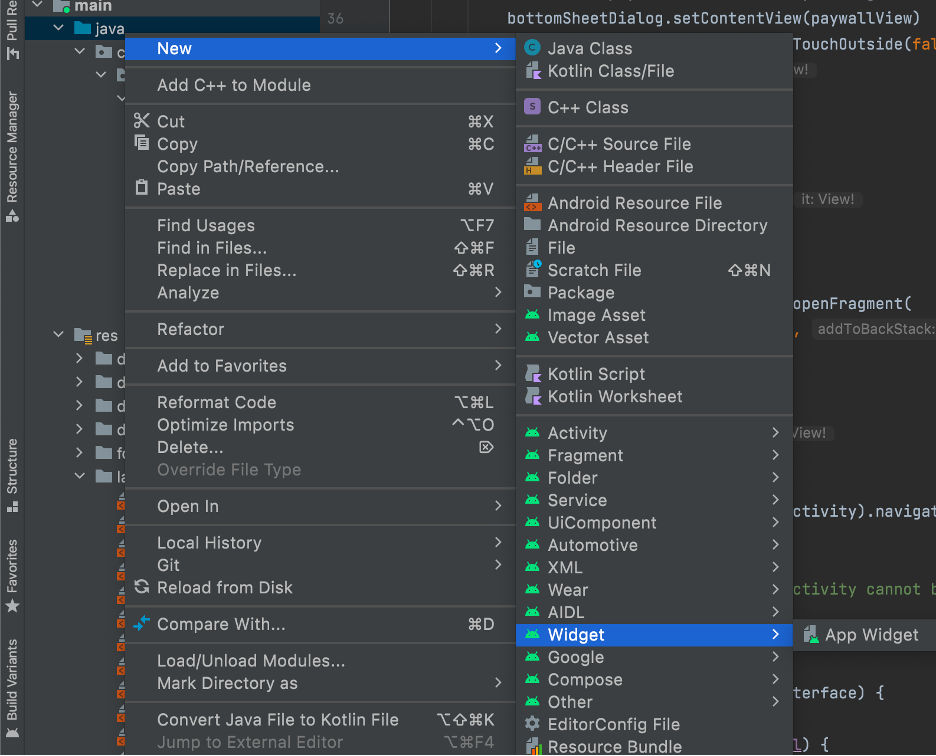 Pull Re
Resource Manager
Structure
Favorites
Build Variants
main
java
res
36
bottomSheetDialog.setContentView(paywallView)
TouchOutside(fal
w!
it: View!
openFragment(
, addToBackStack:
View!
ctivity).navigat
ctivity cannot b
terface) {
l) {
New
Add C++ to Module
Cut ⌘X
Copy ⌘C
Copy Path/Reference...
Paste ⌘V
Find Usages ⌥F7
Find in Files... ⇧⌘F
Replace in Files... ⇧⌘R
Analyze
Refactor
Add to Favorites
Reformat Code ⌥⌘L
Optimize Imports ^⌥O
Delete... ⌦
Override File Type
Open In
Local History
Git
Reload from Disk
Compare With... ⌘D
Load/Unload Modules...
Mark Directory as
Convert Java File to Kotlin File ⌥⇧⌘K
Jump to External Editor ⌥⌘F4
Java Class
Kotlin Class/File
C++ Class
C/C++ Source File
C/C++ Header File
Android Resource File
Android Resource Directory
File
Scratch File ⇧⌘N
Package
Image Asset
Vector Asset
Kotlin Script
Kotlin Worksheet
Activity
Fragment
Folder
Service
UiComponent
Automotive
XML
Wear
AIDL
Widget
Google
Compose
Other
EditorConfig File
Resource Bundle
App Widget